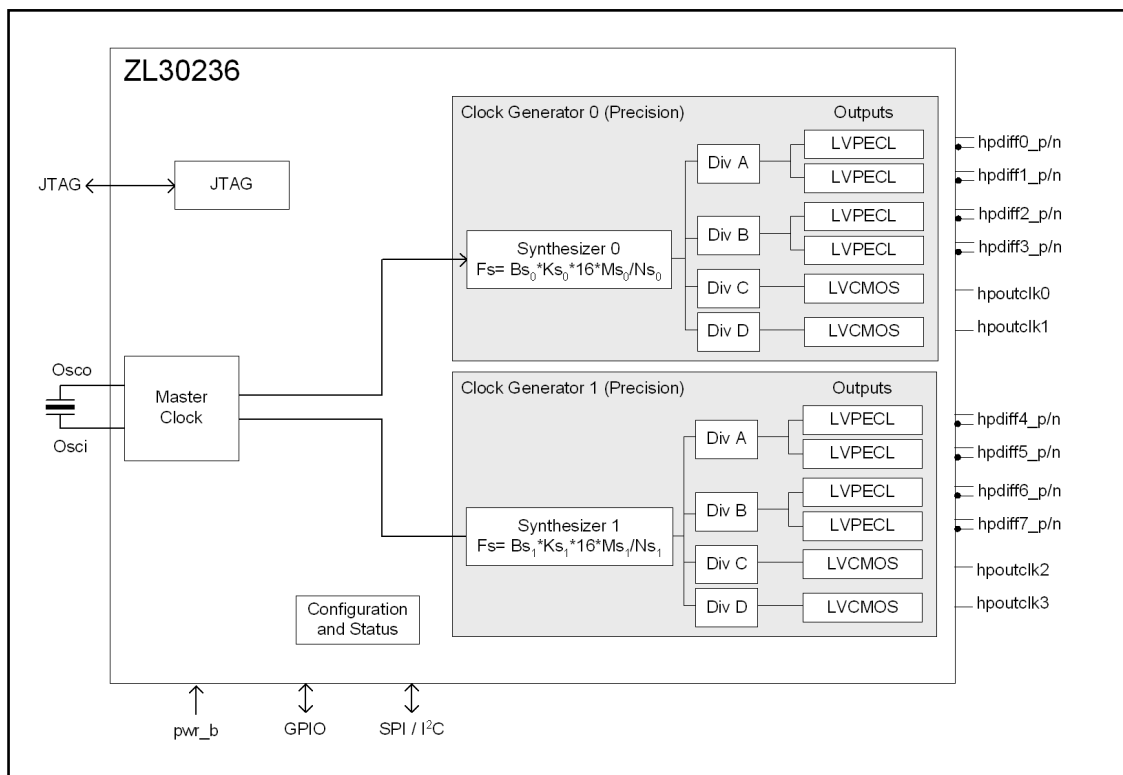 ZL30236
JTAG
JTAG
Osco
Osci
Master
Clock
Configuration
and Status
pwr_b
GPIO
SPI / I²C
Clock Generator 0 (Precision)
Outputs
Synthesizer 0
Fs= Bs₀*Ks₀*16*Ms₀/Ns₀
Div A
LVPECL
LVPECL
Div B
LVPECL
LVPECL
Div C
LVCMOS
Div D
LVCMOS
hpdiff0_p/n
hpdiff1_p/n
hpdiff2_p/n
hpdiff3_p/n
hpoutclk0
hpoutclk1
Clock Generator 1 (Precision)
Outputs
Synthesizer 1
Fs= Bs₁*Ks₁*16*Ms₁/Ns₁
Div A
LVPECL
LVPECL
Div B
LVPECL
LVPECL
Div C
LVCMOS
Div D
LVCMOS
hpdiff4_p/n
hpdiff5_p/n
hpdiff6_p/n
hpdiff7_p/n
hpoutclk2
hpoutclk3